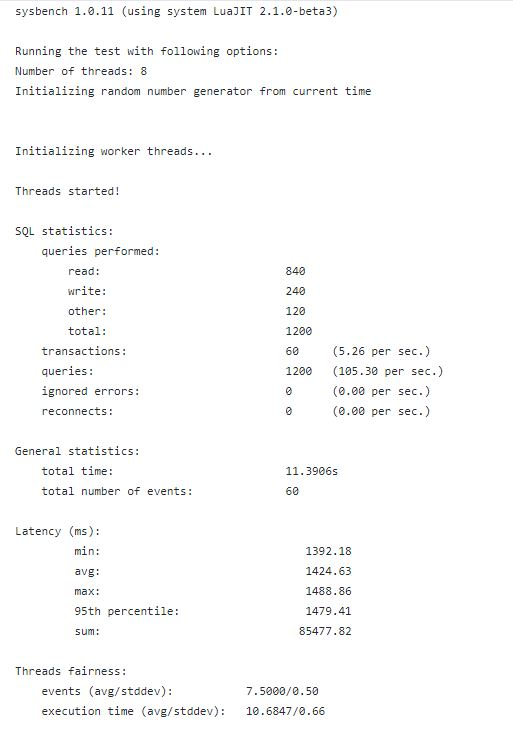 sysbench 1.0.11 (using system LuaJIT 2.1.0-beta3)
Running the test with following options:
Number of threads: 8
Initializing random number generator from current time
Initializing worker threads...
Threads started!
SQL statistics:
queries performed:
read: 840
write: 240
other: 120
total: 1200
transactions: 60 (5.26 per sec.)
queries: 1200 (105.30 per sec.)
ignored errors: 0 (0.00 per sec.)
reconnects: 0 (0.00 per sec.)
General statistics:
total time: 11.3906s
total number of events: 60
Latency (ms):
min: 1392.18
avg: 1424.63
max: 1488.86
95th percentile: 1479.41
sum: 85477.82
Threads fairness:
events (avg/stddev): 7.5000/0.50
execution time (avg/stddev): 10.6847/0.66